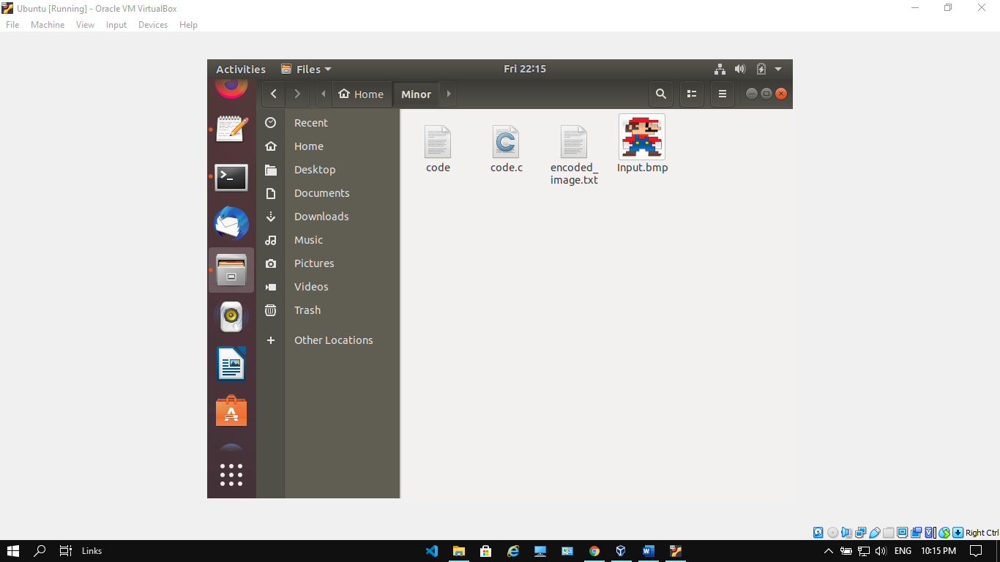 Ubuntu [Running] - Oracle VM VirtualBox
File Machine View Input Devices Help
Activities Files Fri 22:15
Home Minor
Recent
Home
Desktop
Documents
Downloads
Music
Pictures
Videos
Trash
Other Locations
code code.c encoded_ Input.bmp
image.txt
Right Ctrl
Links ENG 10:15 PM